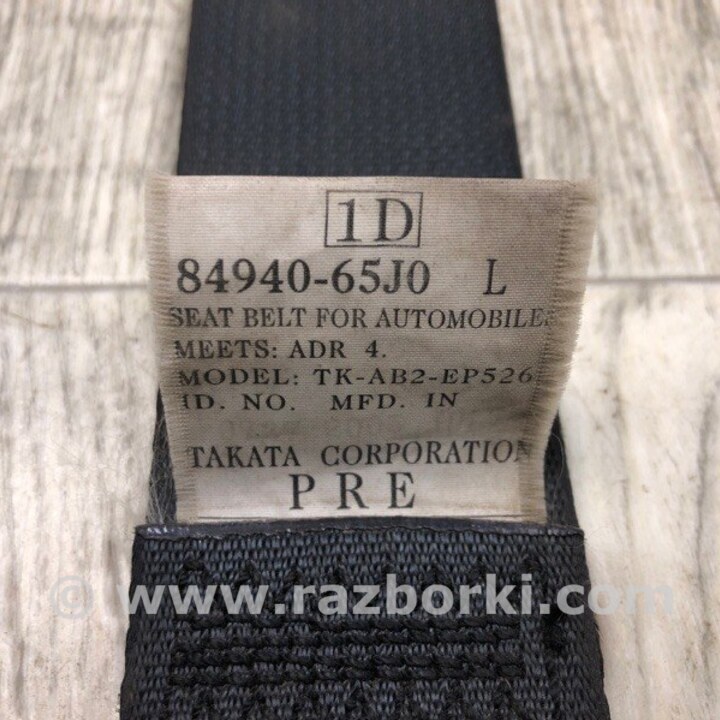 1D
84940-65J0 L
SEAT BELT FOR AUTOMOBILES
MEETS: ADR 4.
MODEL: TK-AB2-EP526
ID. NO. MFD. IN
TAKATA CORPORATION
PRE
© www.razborki.com